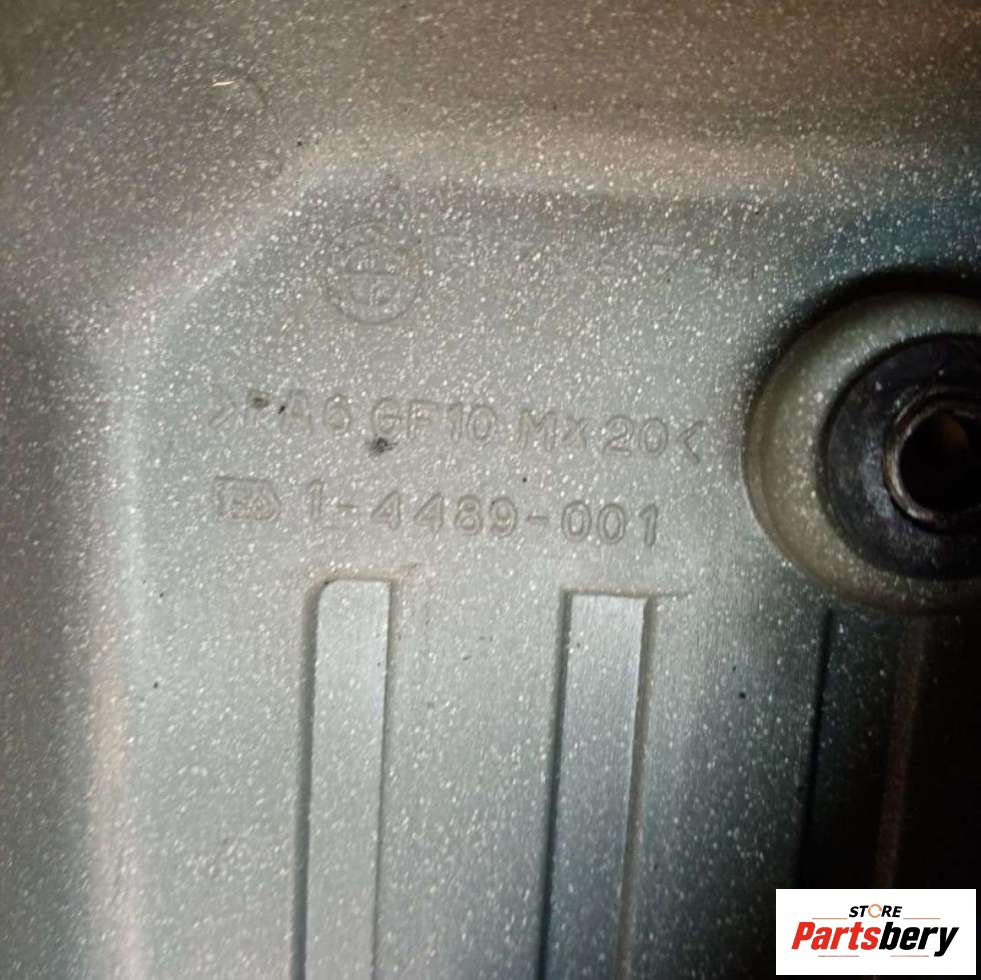 >PA6 GF10 MX20<
1-4489-001
STORE
Partsbery